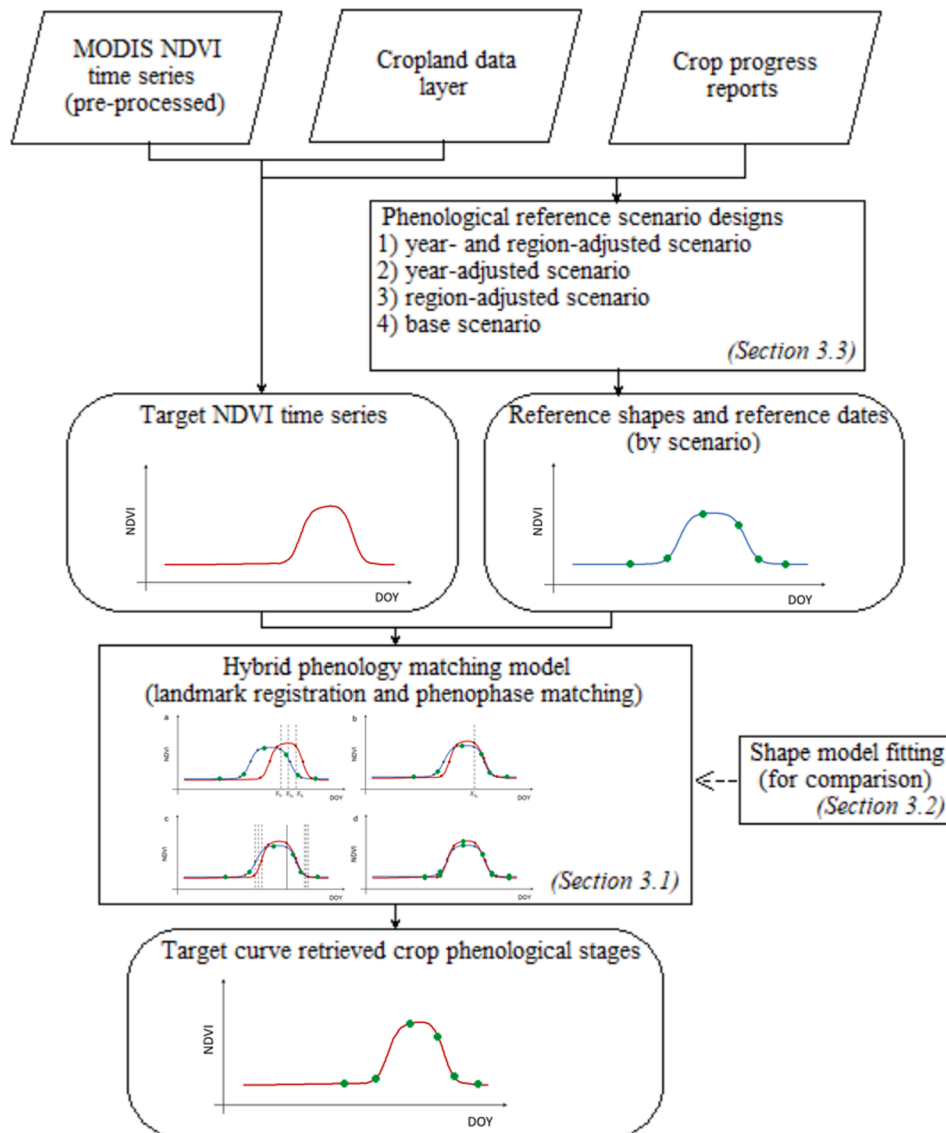 MODIS NDVI
time series
(pre-processed)
Cropland data
layer
Crop progress
reports
Phenological reference scenario designs
1) year- and region-adjusted scenario
2) year-adjusted scenario
3) region-adjusted scenario
4) base scenario
(Section 3.3)
Target NDVI time series
NDVI
DOY
Reference shapes and reference dates
(by scenario)
NDVI
DOY
Hybrid phenology matching model
(landmark registration and phenophase matching)
a
NDVI
DOY
b
NDVI
DOY
c
NDVI
DOY
d
NDVI
DOY
(Section 3.1)
Shape model fitting
(for comparison)
(Section 3.2)
Target curve retrieved crop phenological stages
NDVI
DOY